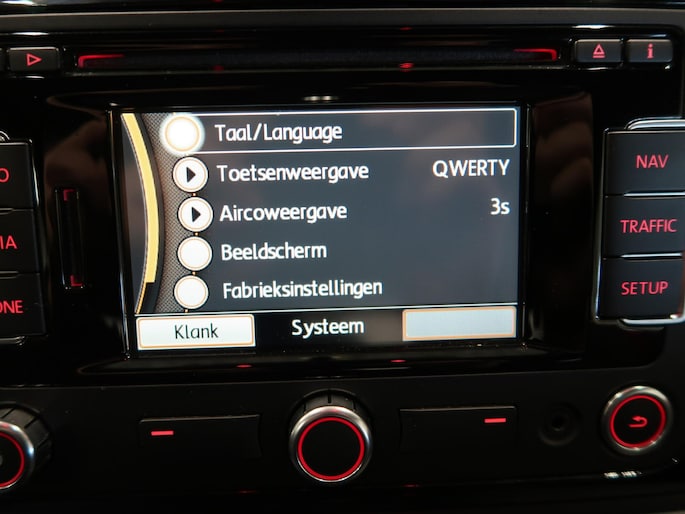 Taal/Language
Toetsenweergave QWERTY
Aircoweergave 3s
Beeldscherm
Fabrieksinstellingen
Klank Systeem
NAV
TRAFFIC
SETUP
i